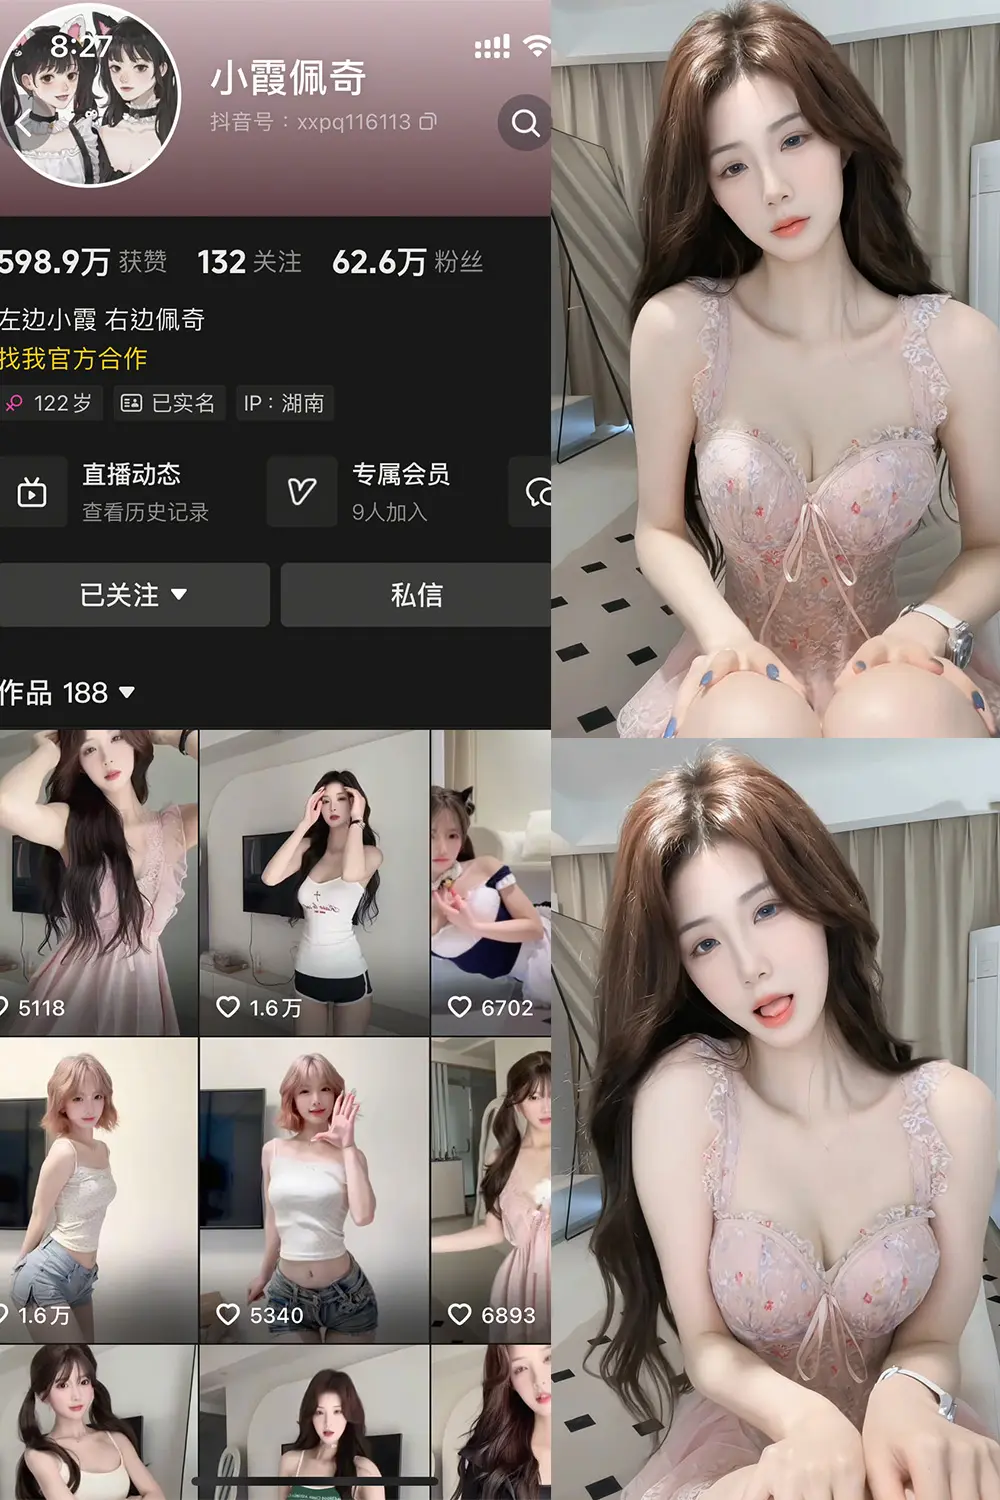 8:27
小霞佩奇
抖音号：xxpq116113
598.9万 获赞 132 关注 62.6万 粉丝
左边小霞 右边佩奇
找我官方合作
122岁 已实名 IP：湖南
直播动态 专属会员
查看历史记录 9人加入
已关注 私信
作品 188
5118 1.6万 6702
1.6万 5340 6893